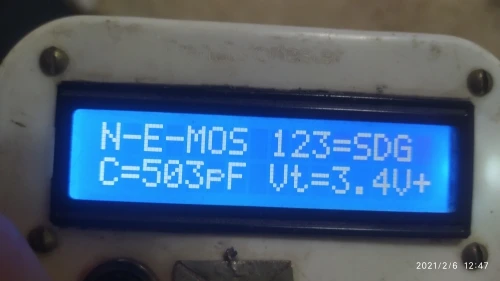 N-E-MOS 123=SDG
C=503pF Vt=3.4V+
2021/2/6 12:47